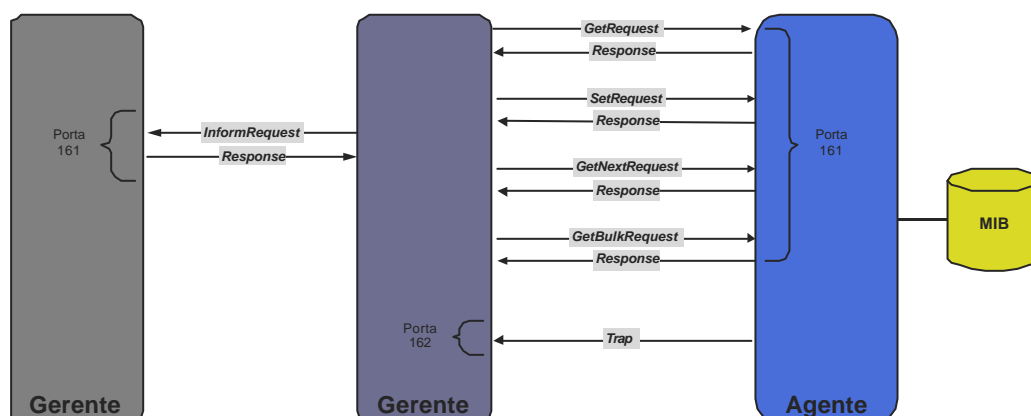 GetRequest
Response
SetRequest
Response
Porta
161
InformRequest
Response
Porta
161
GetNextRequest
Response
MIB
GetBulkRequest
Response
Porta
162
Trap
Gerente
Gerente
Agente